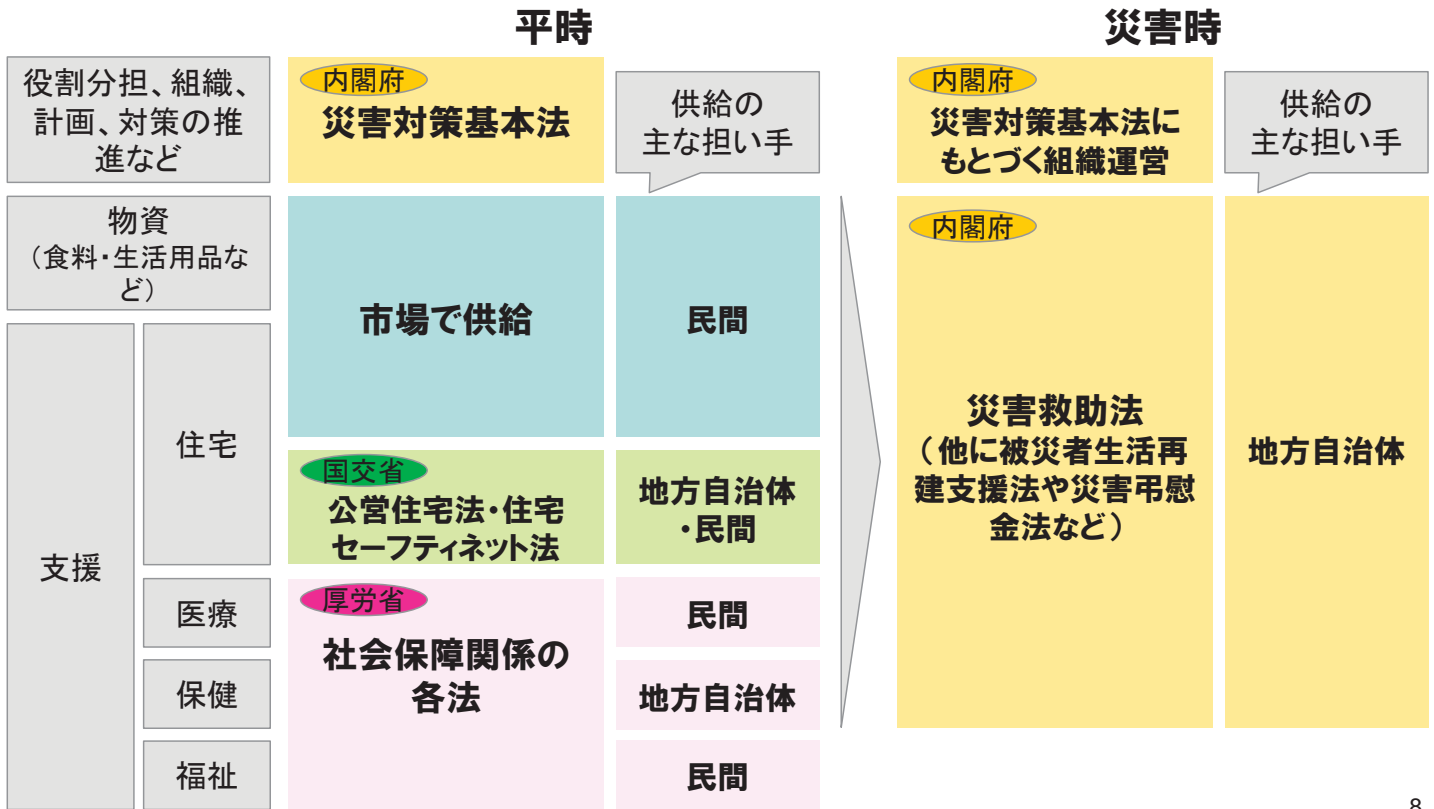 平時
災害時
役割分担、組織、
計画、対策の推
進など
内閣府
災害対策基本法
供給の
主な担い手
内閣府
災害対策基本法に
もとづく組織運営
供給の
主な担い手
物資
（食料・生活用品な
ど）
市場で供給
民間
内閣府
災害救助法
（他に被災者生活再
建支援法や災害弔慰
金法など）
地方自治体
支援
住宅
国交省
公営住宅法・住宅
セーフティネット法
地方自治体
・民間
医療
厚労省
社会保障関係の
各法
民間
保健
地方自治体
福祉
民間
8